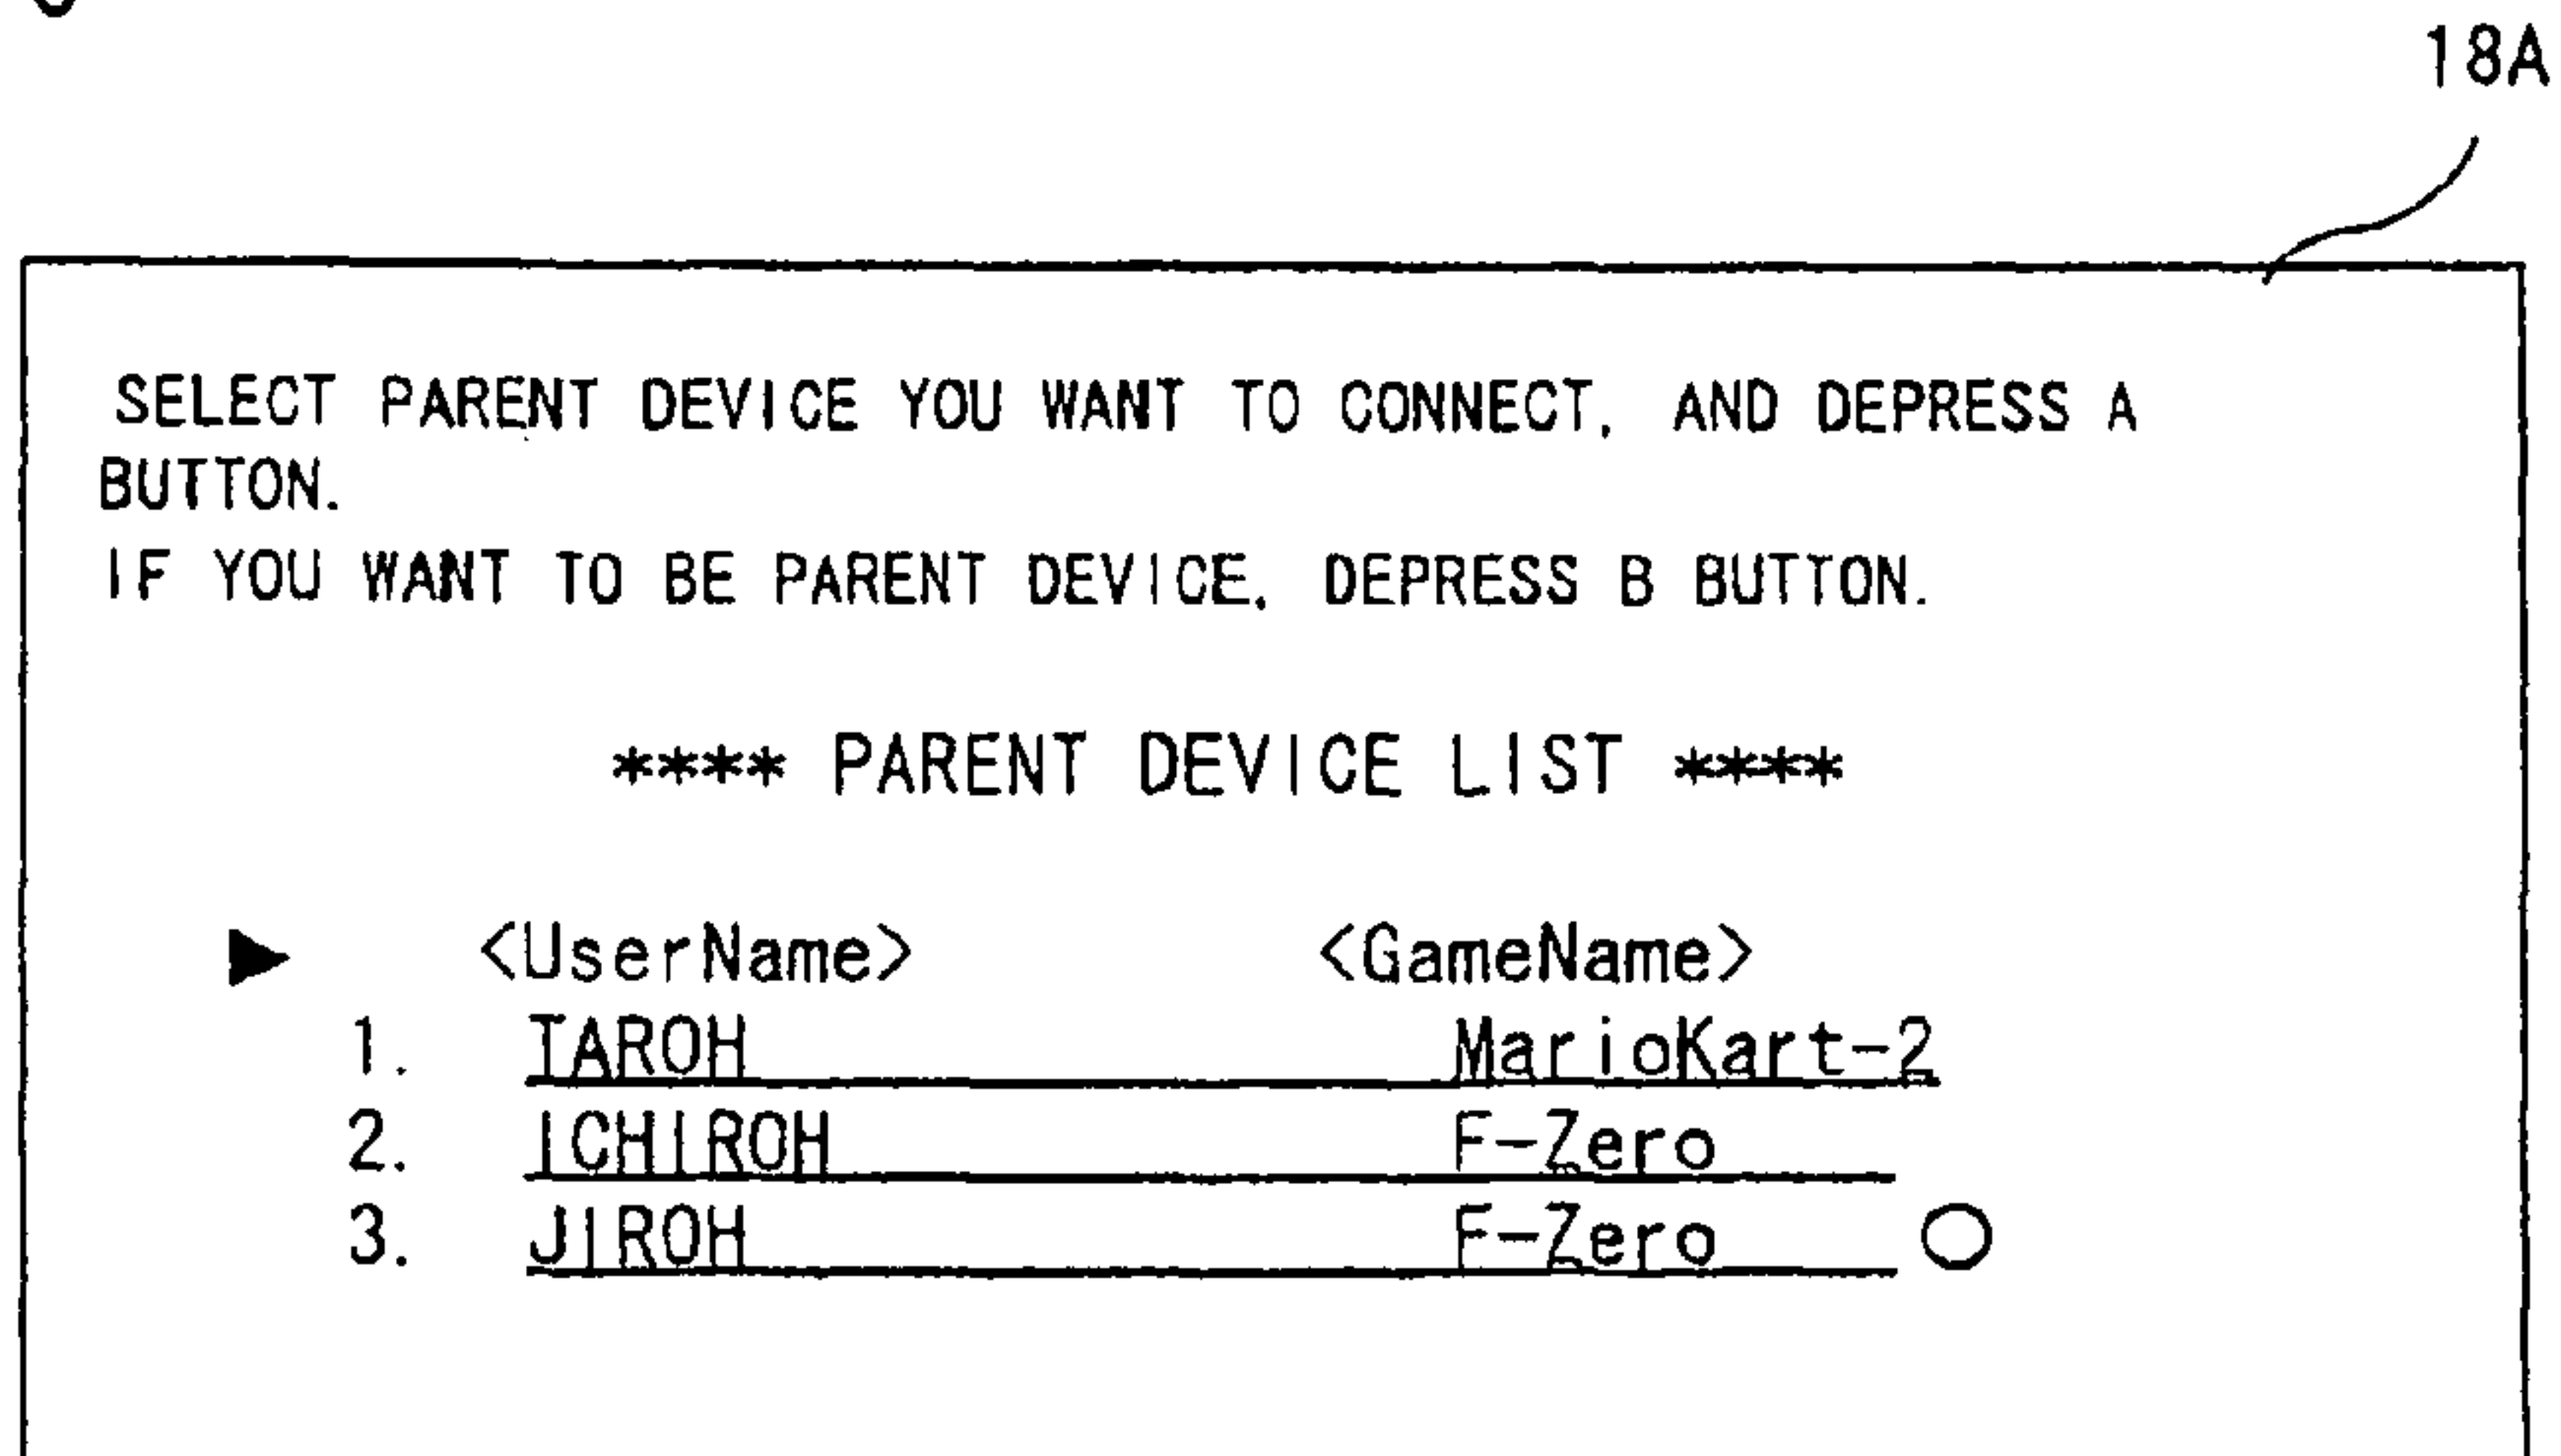 18A
SELECT PARENT DEVICE YOU WANT TO CONNECT, AND DEPRESS A
BUTTON.
IF YOU WANT TO BE PARENT DEVICE, DEPRESS B BUTTON.
**** PARENT DEVICE LIST ****
▶ <UserName> <GameName>
1. TAROH MarioKart-2
2. ICHIROH F-Zero
3. JIROH F-Zero ○